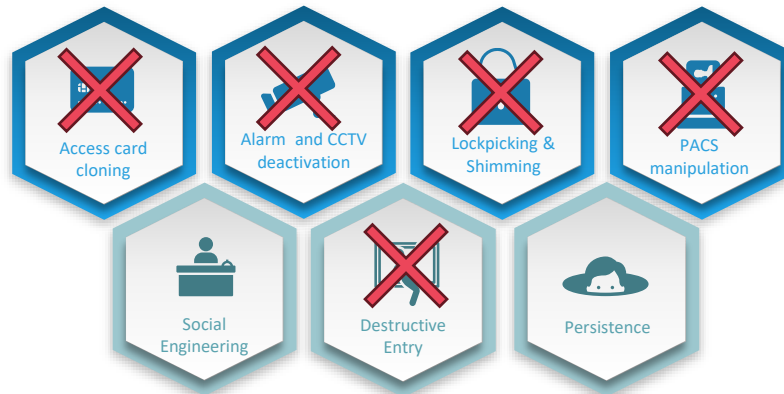 Access card
cloning
Alarm  and CCTV
deactivation
Lockpicking &
Shimming
PACS
manipulation
Social
Engineering
Destructive
Entry
Persistence